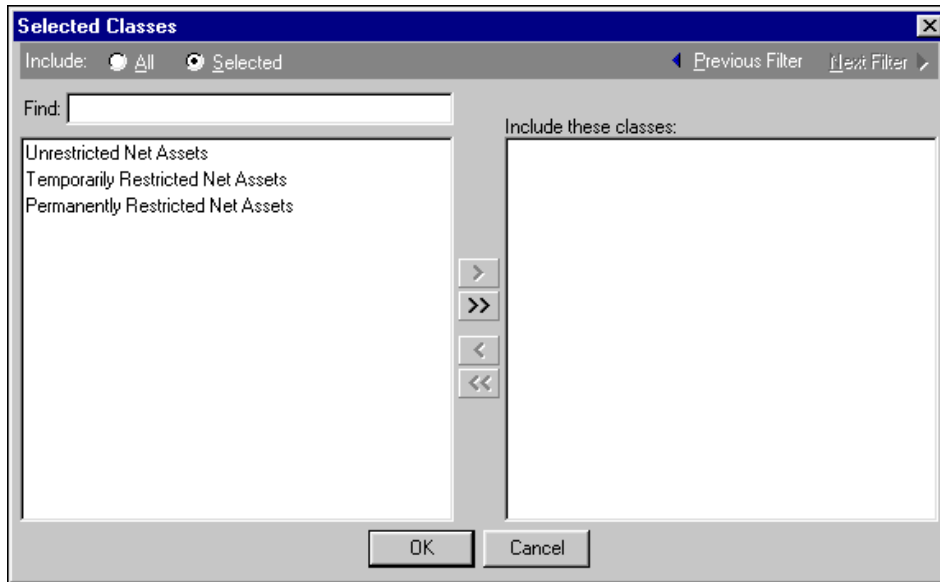 Selected Classes
Include: All Selected Previous Filter Next Filter
Find:
Include these classes:
Unrestricted Net Assets
Temporarily Restricted Net Assets
Permanently Restricted Net Assets
>
>>
<
<<
OK Cancel